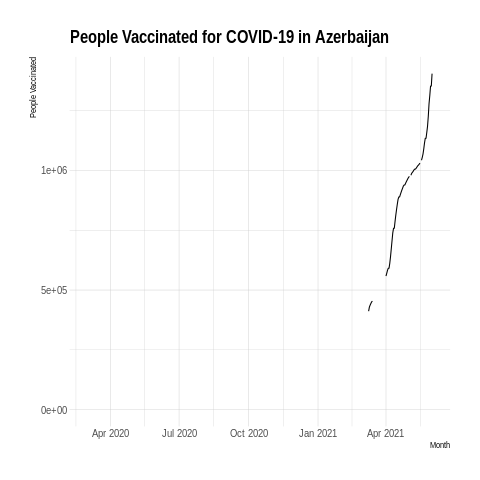 People Vaccinated for COVID-19 in Azerbaijan
People Vaccinated
1e+06
5e+05
0e+00
Apr 2020 Jul 2020 Oct 2020 Jan 2021 Apr 2021
Month